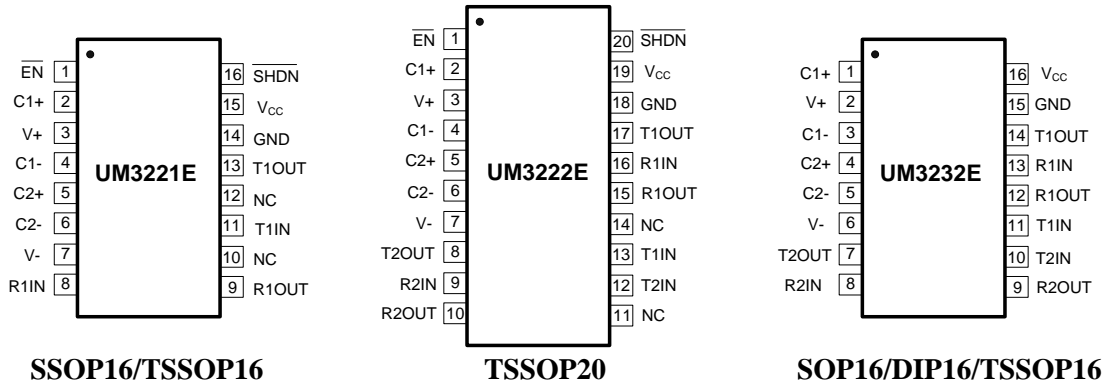 EN 1 16 SHDN
C1+ 2 15 VCC
V+ 3 14 GND
C1- 4 13 T1OUT
UM3221E
C2+ 5 12 NC
C2- 6 11 T1IN
V- 7 10 NC
R1IN 8 9 R1OUT
SSOP16/TSSOP16
EN 1 20 SHDN
C1+ 2 19 VCC
V+ 3 18 GND
C1- 4 17 T1OUT
C2+ 5 16 R1IN
UM3222E
C2- 6 15 R1OUT
V- 7 14 NC
T2OUT 8 13 T1IN
R2IN 9 12 T2IN
R2OUT 10 11 NC
TSSOP20
C1+ 1 16 VCC
V+ 2 15 GND
C1- 3 14 T1OUT
C2+ 4 13 R1IN
UM3232E
C2- 5 12 R1OUT
V- 6 11 T1IN
T2OUT 7 10 T2IN
R2IN 8 9 R2OUT
SOP16/DIP16/TSSOP16